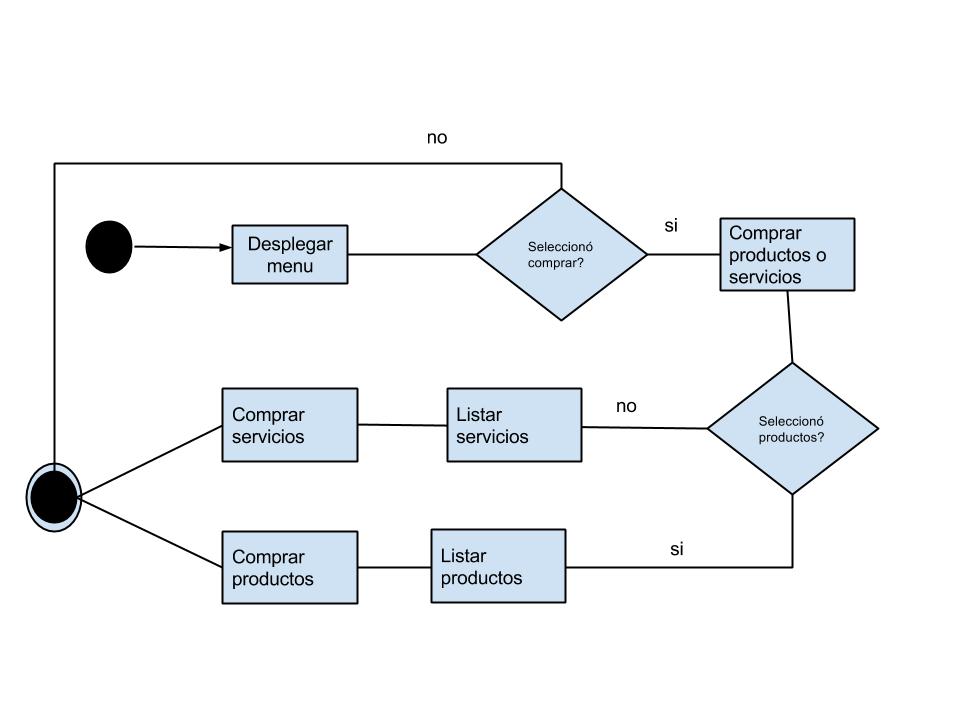 no
Desplegar
menu
Seleccionó
comprar?
si
Comprar
productos o
servicios
Comprar
servicios
Listar
servicios
no
Seleccionó
productos?
Comprar
productos
Listar
productos
si